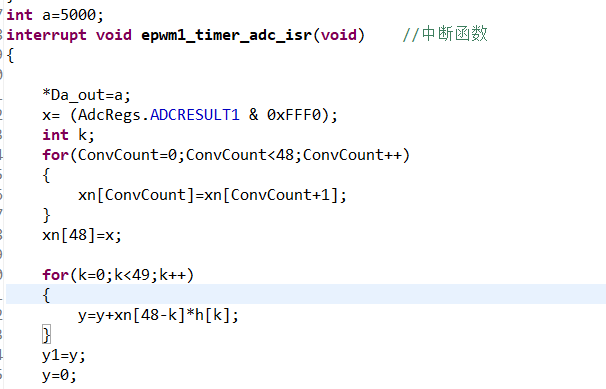 int a=5000;
interrupt void epwm1_timer_adc_isr(void) //中断函数
{
*Da_out=a;
x= (AdcRegs.ADCRESULT1 & 0xFFF0);
int k;
for(ConvCount=0;ConvCount<48;ConvCount++)
{
xn[ConvCount]=xn[ConvCount+1];
}
xn[48]=x;
for(k=0;k<49;k++)
{
y=y+xn[48-k]*h[k];
}
y1=y;
y=0;